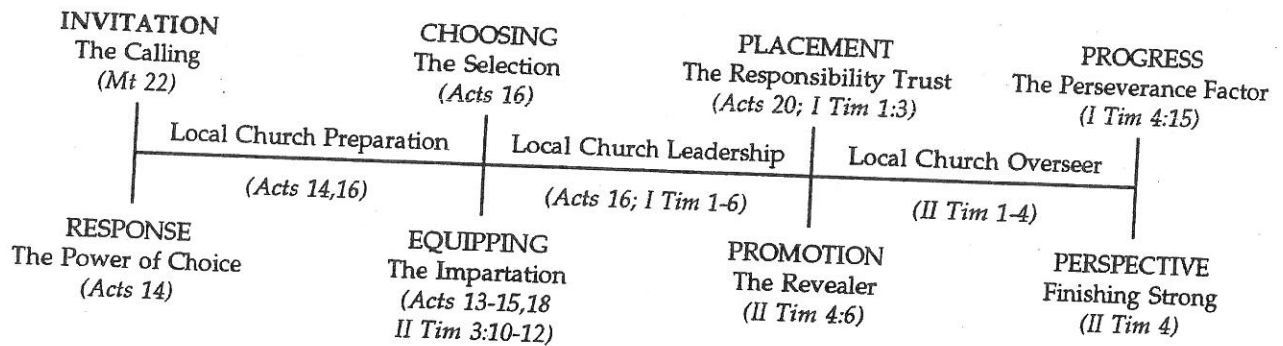 INVITATION
The Calling
(Mt 22)
CHOOSING
The Selection
(Acts 16)
PLACEMENT
The Responsibility Trust
(Acts 20; I Tim 1:3)
PROGRESS
The Perseverance Factor
(I Tim 4:15)
Local Church Preparation
(Acts 14,16)
Local Church Leadership
(Acts 16; I Tim 1-6)
Local Church Overseer
(II Tim 1-4)
RESPONSE
The Power of Choice
(Acts 14)
EQUIPPING
The Impartation
(Acts 13-15,18
II Tim 3:10-12)
PROMOTION
The Revealer
(II Tim 4:6)
PERSPECTIVE
Finishing Strong
(II Tim 4)